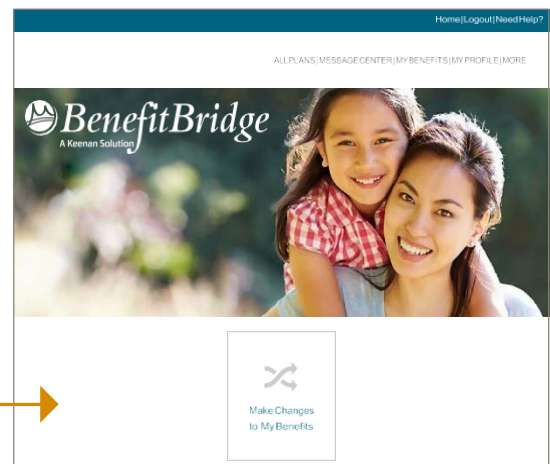 Home|Logout|NeedHelp?
ALL PLANS|MESSAGE CENTER|MY BENEFITS|MY PROFILE|MORE
BenefitBridge
A Keenan Solution
Make Changes
to My Benefits